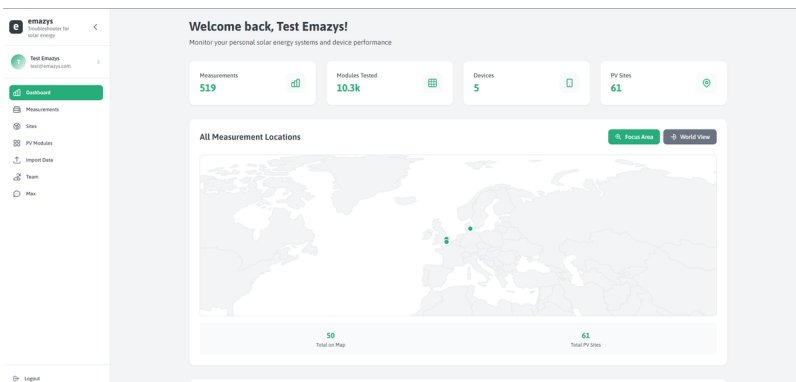 e
emazys
Troubleshooter for
solar energy
T
Test Emazys
test@emazys.com
Dashboard
Measurements
Sites
PV Modules
Import Data
Team
Max
Logout
Welcome back, Test Emazys!
Monitor your personal solar energy systems and device performance
Measurements
519
Modules Tested
10.3k
Devices
5
PV Sites
61
All Measurement Locations
Focus Area
World View
50
Total on Map
61
Total PV Sites